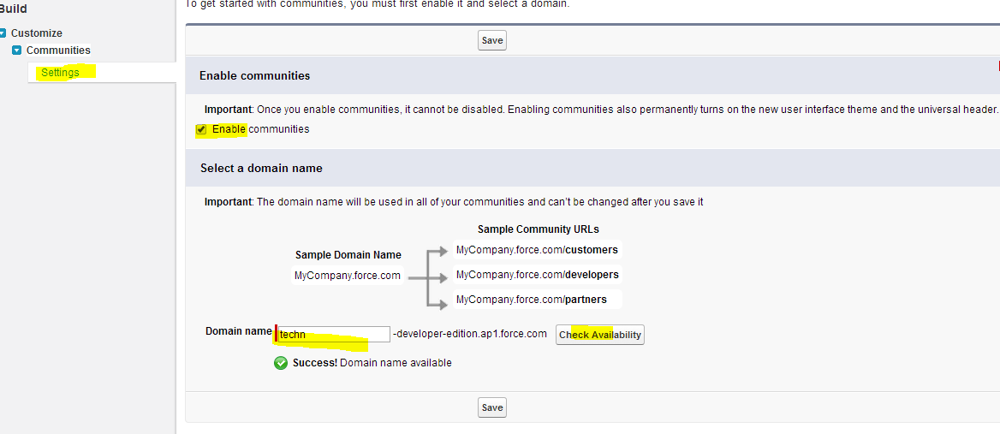 To get started with communities, you must first enable it and select a domain.
Build
Customize
Communities
Settings
Save
Enable communities
Important: Once you enable communities, it cannot be disabled. Enabling communities also permanently turns on the new user interface theme and the universal header.
Enable communities
Select a domain name
Important: The domain name will be used in all of your communities and can't be changed after you save it
Sample Community URLs
Sample Domain Name
MyCompany.force.com
MyCompany.force.com/customers
MyCompany.force.com/developers
MyCompany.force.com/partners
Domain name techn -developer-edition.ap1.force.com Check Availability
Success! Domain name available
Save